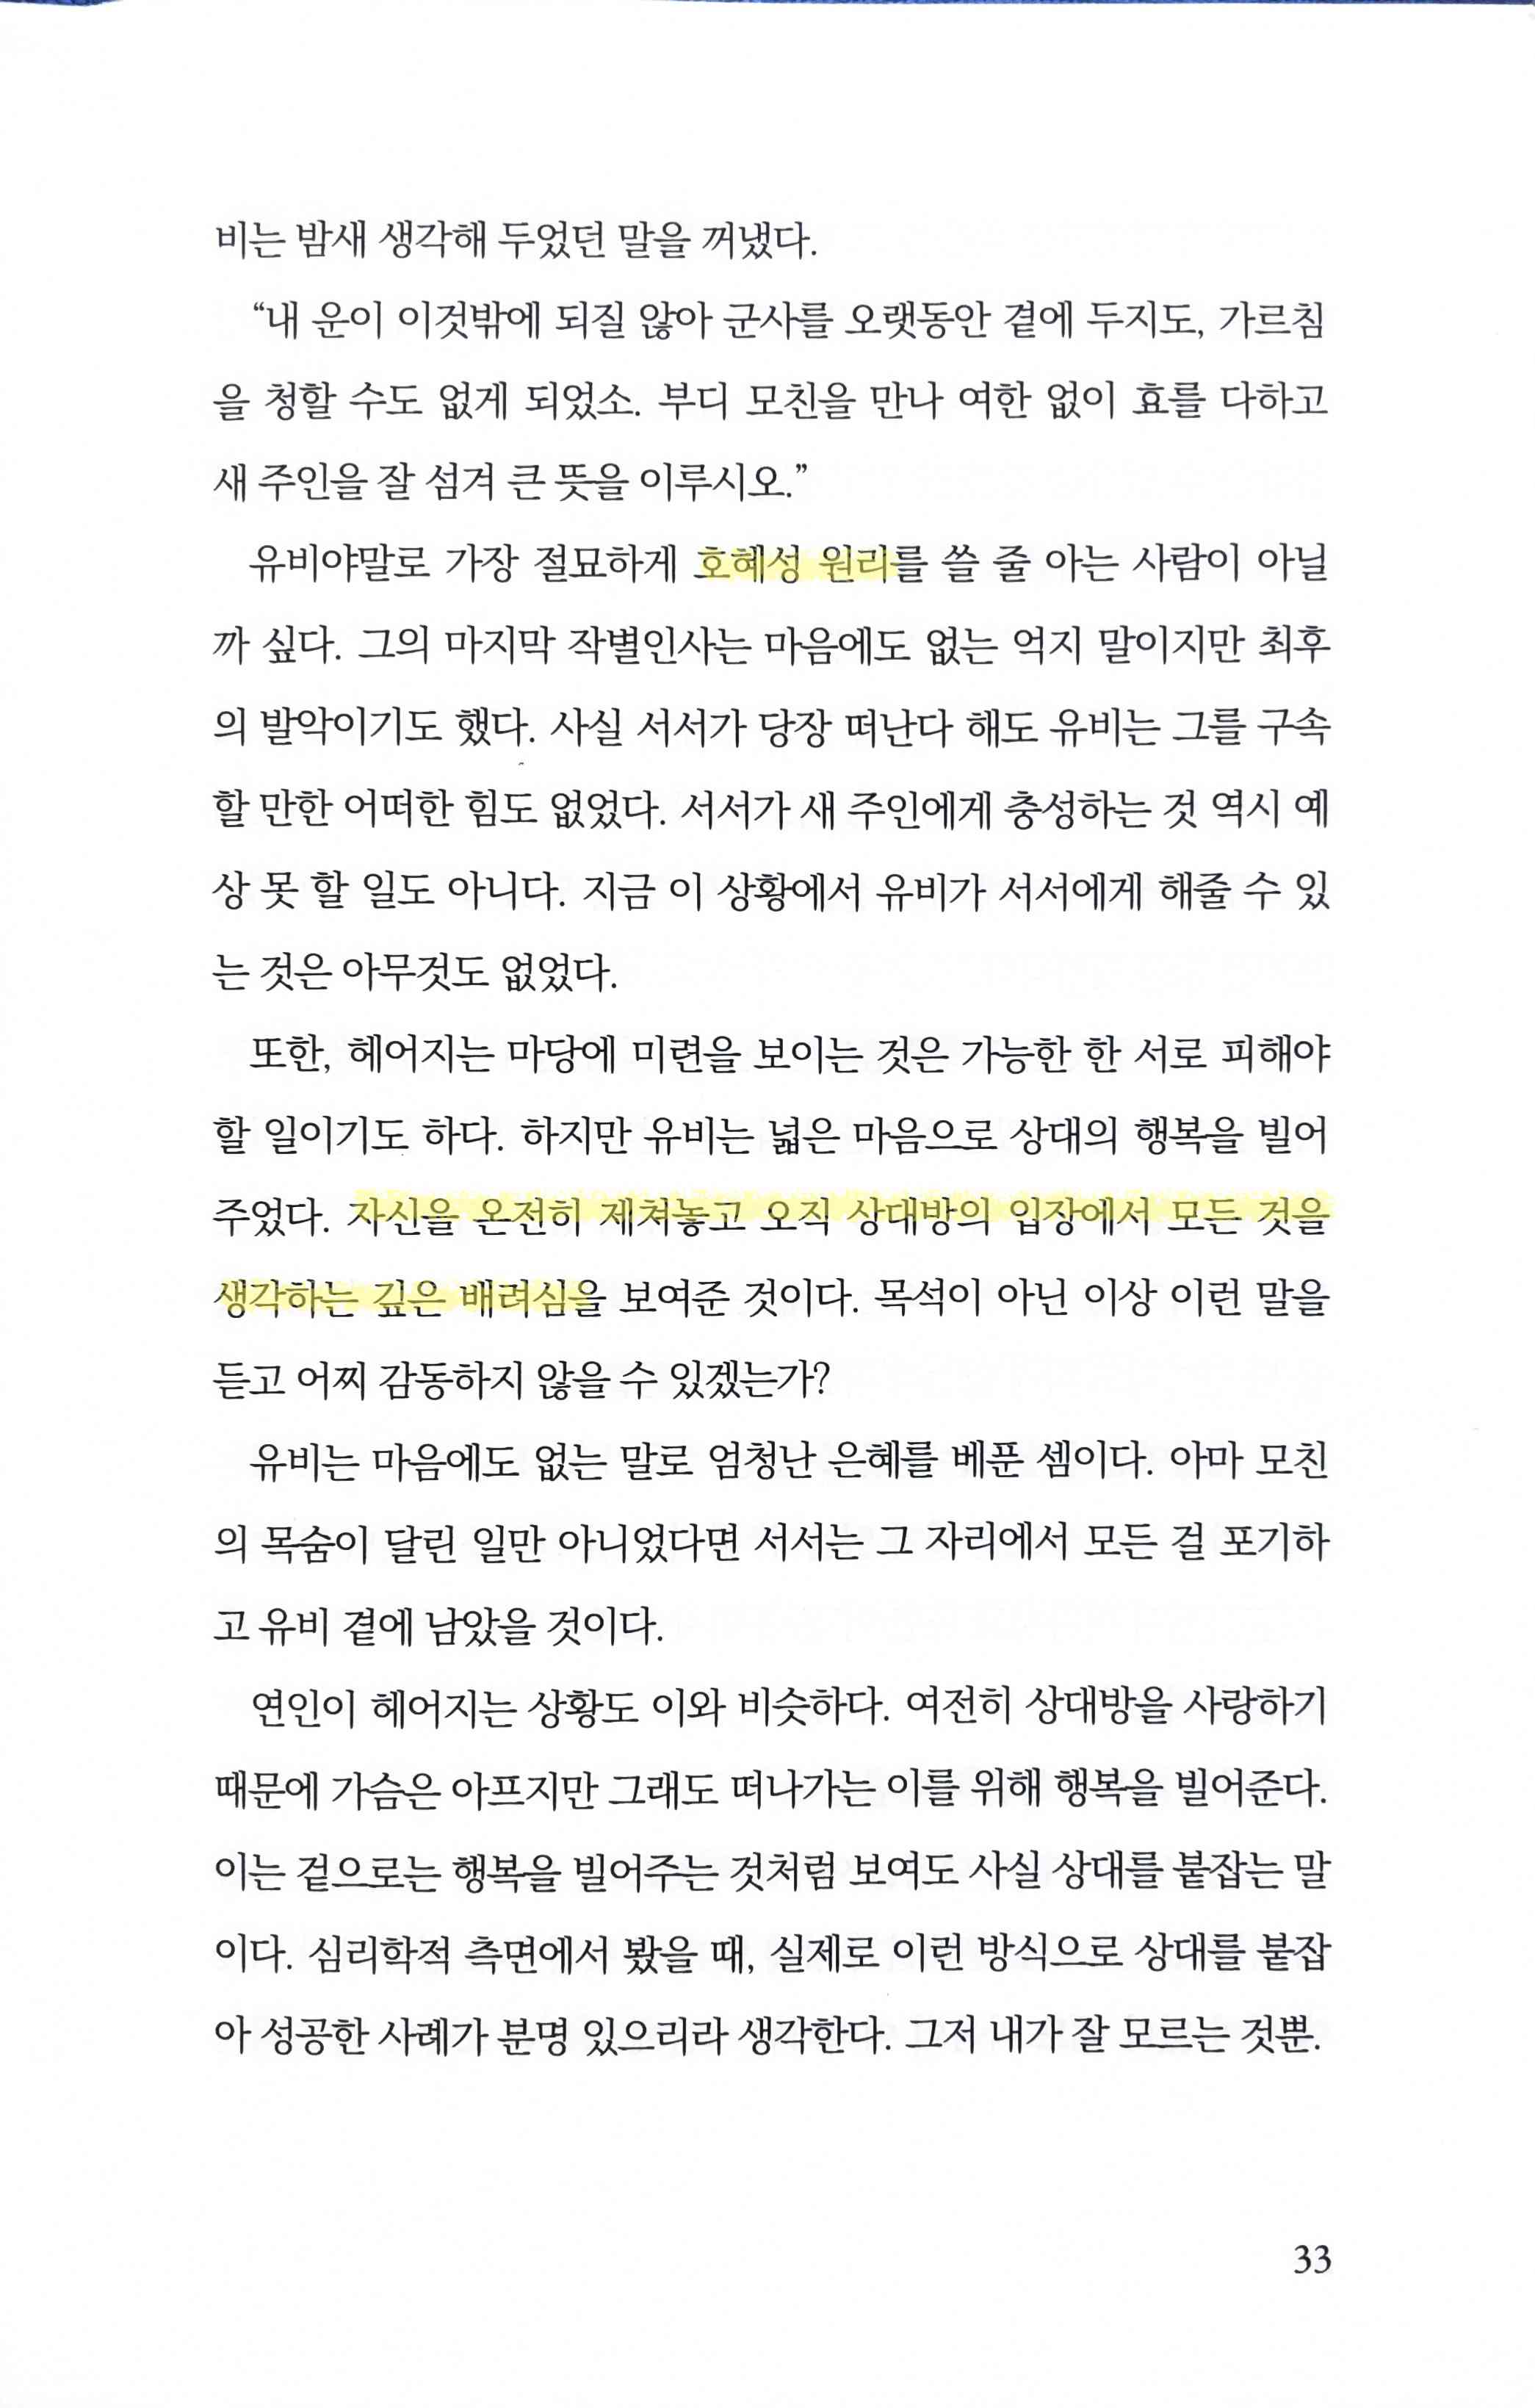 비는 밤새 생각해 두었던 말을 꺼냈다.
“내 운이 이것밖에 되질 않아 군사를 오랫동안 곁에 두지도, 가르침
을 청할 수도 없게 되었소. 부디 모친을 만나 여한 없이 효를 다하고
새 주인을 잘 섬겨 큰 뜻을 이루시오.”
유비야말로 가장 절묘하게 호혜성 원리를 쓸 줄 아는 사람이 아닐
까 싶다. 그의 마지막 작별인사는 마음에도 없는 억지 말이지만 최후
의 발악이기도 했다. 사실 서서가 당장 떠난다 해도 유비는 그를 구속
할 만한 어떠한 힘도 없었다. 서서가 새 주인에게 충성하는 것 역시 예
상 못 할 일도 아니다. 지금 이 상황에서 유비가 서서에게 해줄 수 있
는 것은 아무것도 없었다.
또한, 헤어지는 마당에 미련을 보이는 것은 가능한 한 서로 피해야
할 일이기도 하다. 하지만 유비는 넓은 마음으로 상대의 행복을 빌어
주었다. 자신을 온전히 제쳐놓고 오직 상대방의 입장에서 모든 것을
생각하는 깊은 배려심을 보여준 것이다. 목석이 아닌 이상 이런 말을
듣고 어찌 감동하지 않을 수 있겠는가?
유비는 마음에도 없는 말로 엄청난 은혜를 베푼 셈이다. 아마 모친
의 목숨이 달린 일만 아니었다면 서서는 그 자리에서 모든 걸 포기하
고 유비 곁에 남았을 것이다.
연인이 헤어지는 상황도 이와 비슷하다. 여전히 상대방을 사랑하기
때문에 가슴은 아프지만 그래도 떠나가는 이를 위해 행복을 빌어준다.
이는 겉으로는 행복을 빌어주는 것처럼 보여도 사실 상대를 붙잡는 말
이다. 심리학적 측면에서 봤을 때, 실제로 이런 방식으로 상대를 붙잡
아 성공한 사례가 분명 있으리라 생각한다. 그저 내가 잘 모르는 것뿐.
33